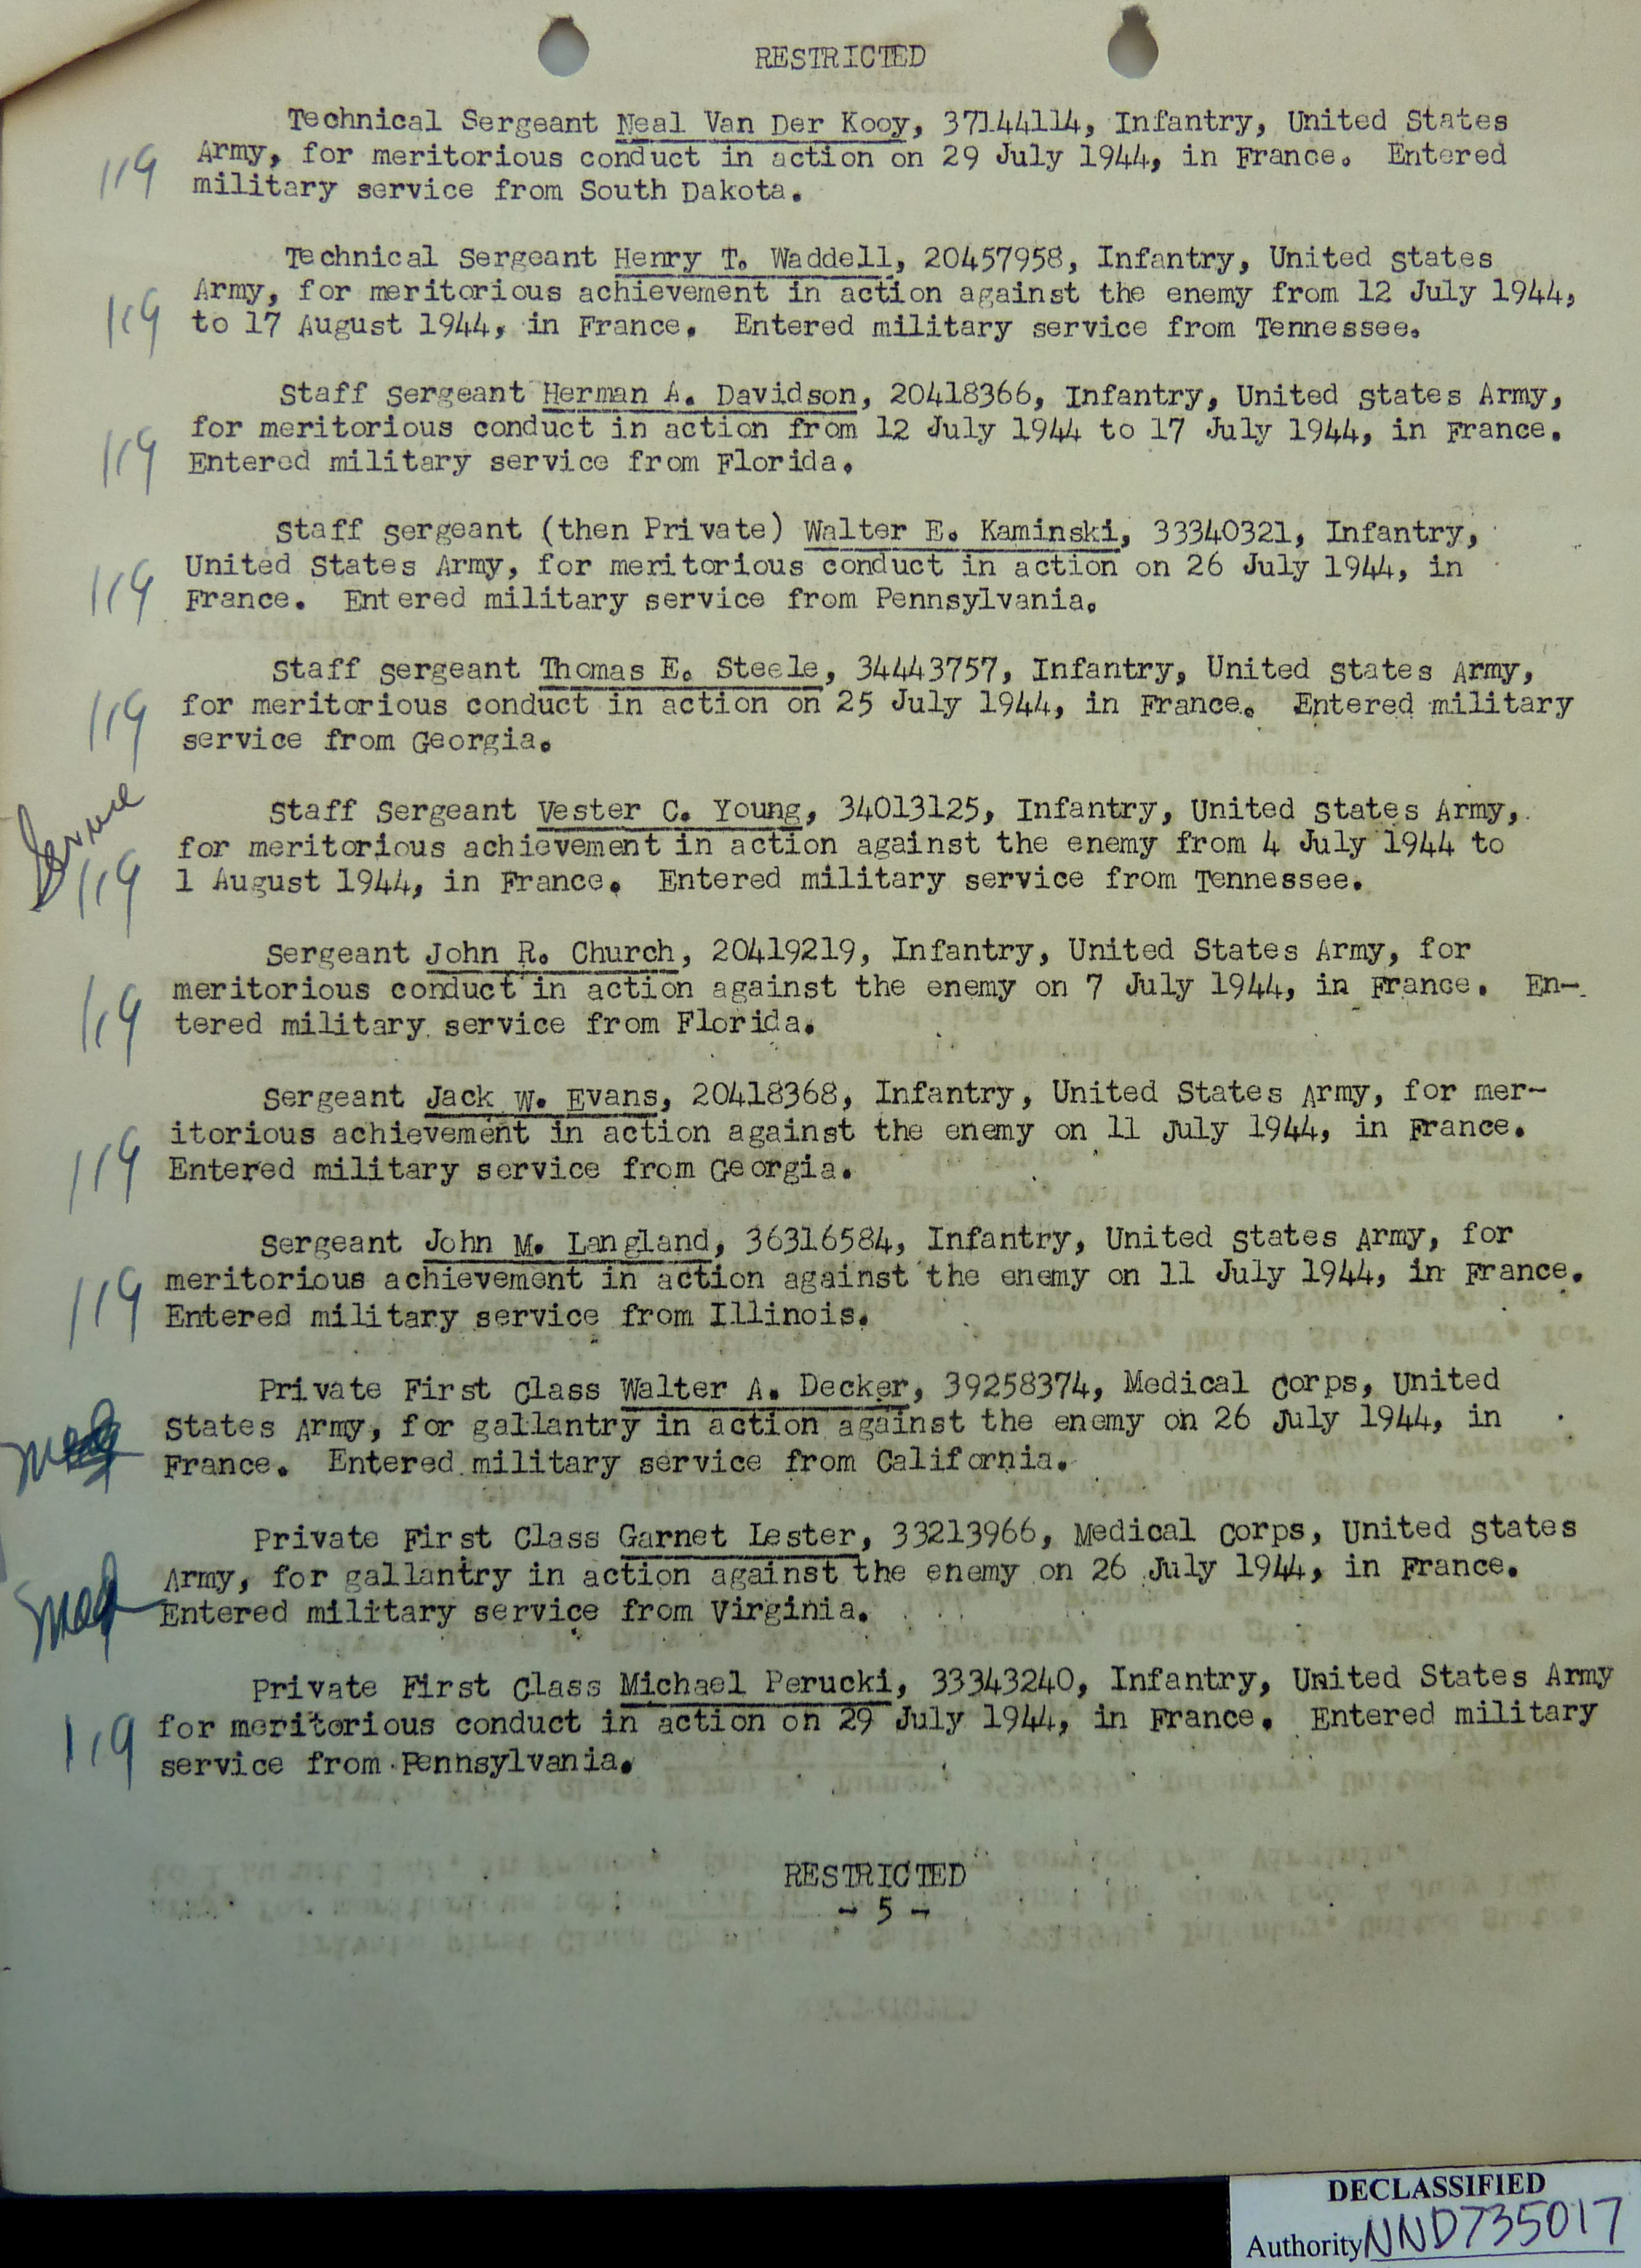 RESTRICTED
Technical Sergeant Neal Van Der Kooy, 37144114, Infantry, United States
119 Army, for meritorious conduct in action on 29 July 1944, in France. Entered
military service from South Dakota.
Technical Sergeant Henry T. Waddell, 20457958, Infantry, United States
119 Army, for meritorious achievement in action against the enemy from 12 July 1944,
to 17 August 1944, in France. Entered military service from Tennessee.
Staff Sergeant Herman A. Davidson, 20418366, Infantry, United States Army,
119 for meritorious conduct in action from 12 July 1944 to 17 July 1944, in France.
Entered military service from Florida.
Staff Sergeant (then Private) Walter E. Kaminski, 33340321, Infantry,
119 United States Army, for meritorious conduct in action on 26 July 1944, in
France. Entered military service from Pennsylvania.
Staff Sergeant Thomas E. Steele, 34443757, Infantry, United States Army,
119 for meritorious conduct in action on 25 July 1944, in France. Entered military
service from Georgia.
Service
Staff Sergeant Vester C. Young, 34013125, Infantry, United States Army,
for meritorious achievement in action against the enemy from 4 July 1944 to
119 1 August 1944, in France. Entered military service from Tennessee.
Sergeant John R. Church, 20419219, Infantry, United States Army, for
119 meritorious conduct in action against the enemy on 7 July 1944, in France. En-
tered military service from Florida.
Sergeant Jack W. Evans, 20418368, Infantry, United States Army, for mer-
itorious achievement in action against the enemy on 11 July 1944, in France.
119 Entered military service from Georgia.
Sergeant John M. Langland, 36316584, Infantry, United States Army, for
meritorious achievement in action against the enemy on 11 July 1944, in France.
119 Entered military service from Illinois.
Private First Class Walter A. Decker, 39258374, Medical Corps, United
States Army, for gallantry in action against the enemy on 26 July 1944, in
Med France. Entered military service from California.
Private First Class Garnet Lester, 33213966, Medical Corps, United States
Army, for gallantry in action against the enemy on 26 July 1944, in France.
Med Entered military service from Virginia.
Private First Class Michael Perucki, 33343240, Infantry, United States Army
119 for meritorious conduct in action on 29 July 1944, in France. Entered military
service from Pennsylvania.
RESTRICTED
- 5 -
DECLASSIFIED
Authority NND735017